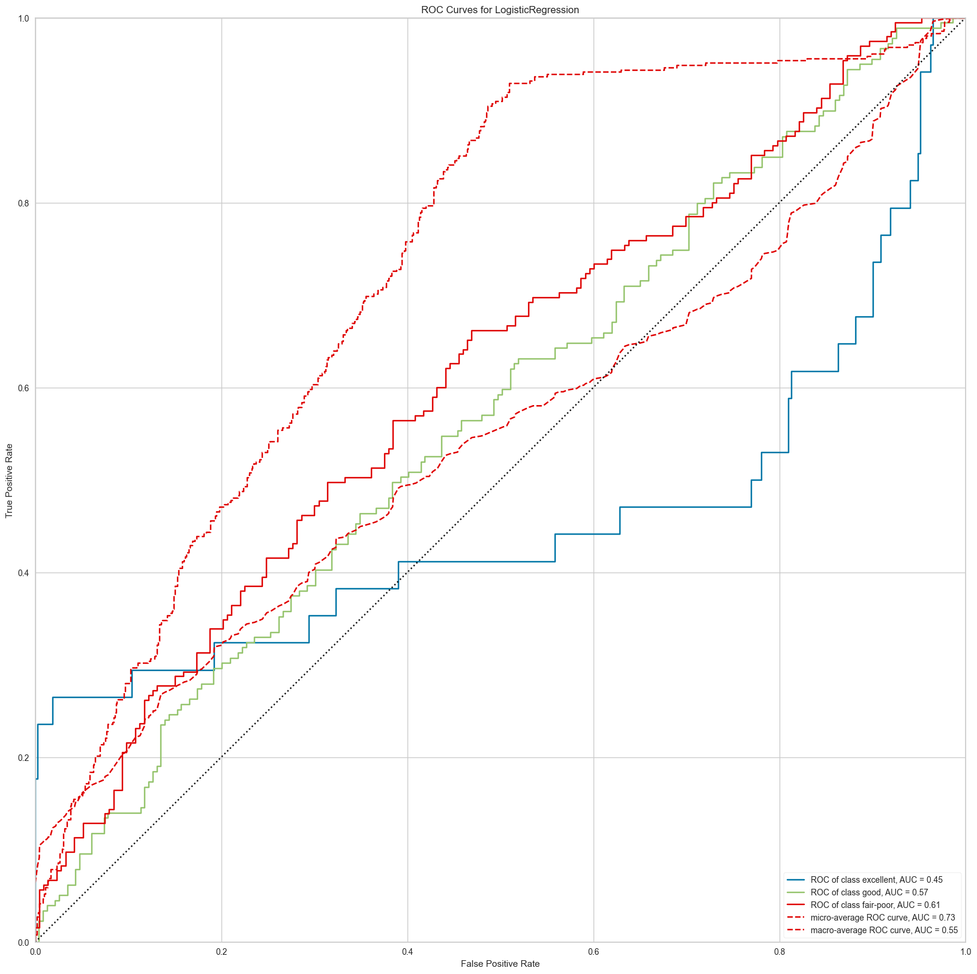 ROC Curves for LogisticRegression
1.0
0.8
0.6
0.4
0.2
0.0
True Positive Rate
ROC of class excellent, AUC = 0.45
ROC of class good, AUC = 0.57
ROC of class fair-poor, AUC = 0.61
micro-average ROC curve, AUC = 0.73
macro-average ROC curve, AUC = 0.55
0.0 0.2 0.4 0.6 0.8 1.0
False Positive Rate